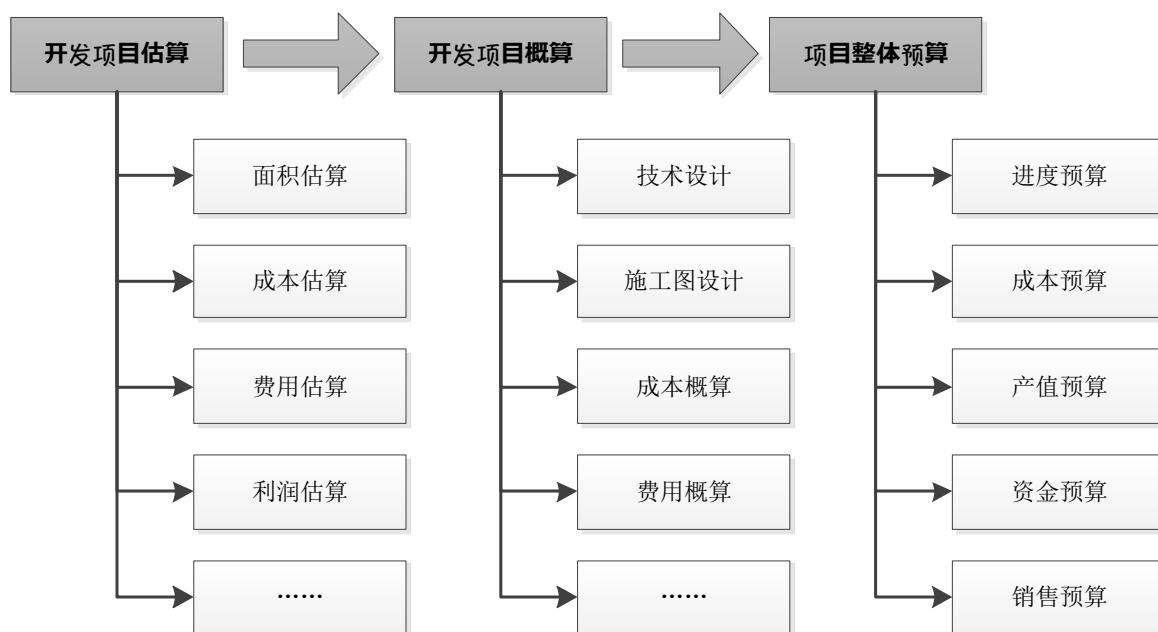 开发项目估算
开发项目概算
项目整体预算
面积估算
技术设计
进度预算
成本估算
施工图设计
成本预算
费用估算
成本概算
产值预算
利润估算
费用概算
资金预算
……
……
销售预算